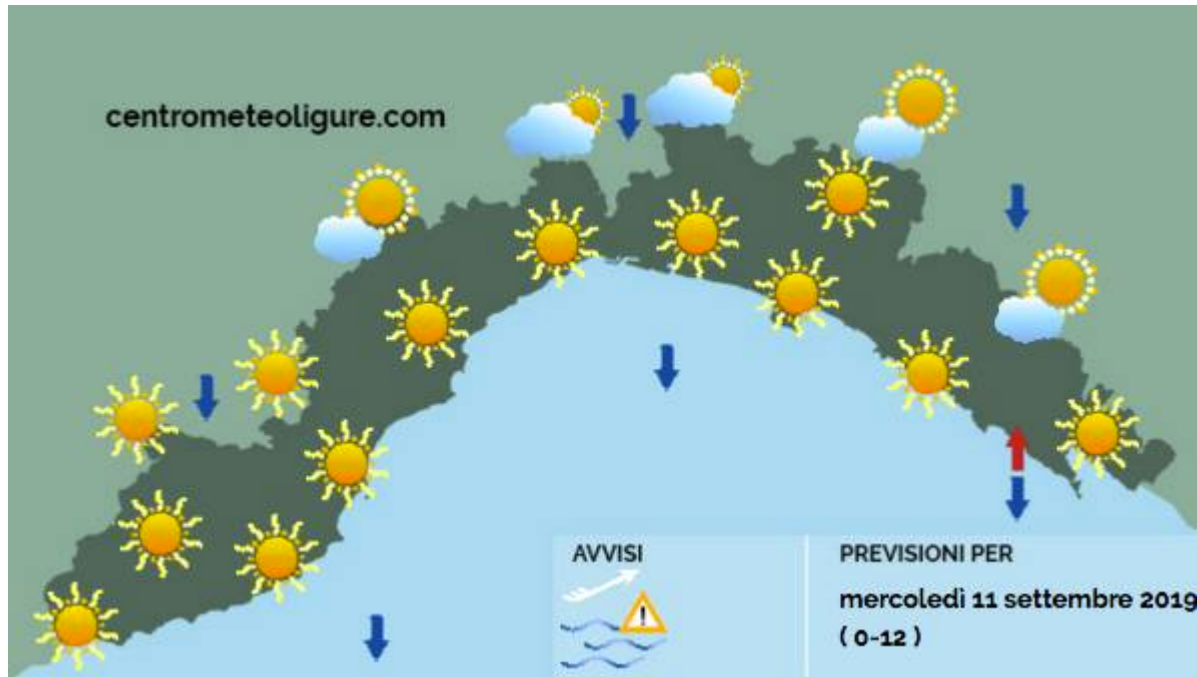 centrometeoligure.com
AVVISI
PREVISIONI PER
mercoledì 11 settembre 2019
( 0-12 )